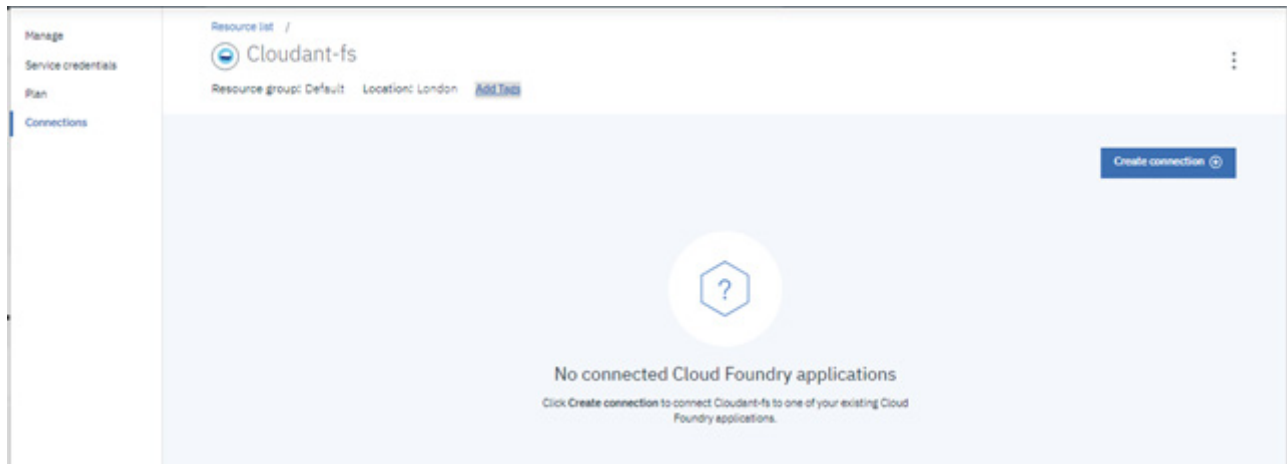 Manage
Service credentials
Plan
Connections
Resource list /
Cloudant-fs
Resource group: Default Location: London Add Tags
Create connection
?
No connected Cloud Foundry applications
Click Create connection to connect Cloudant-fs to one of your existing Cloud
Foundry applications.